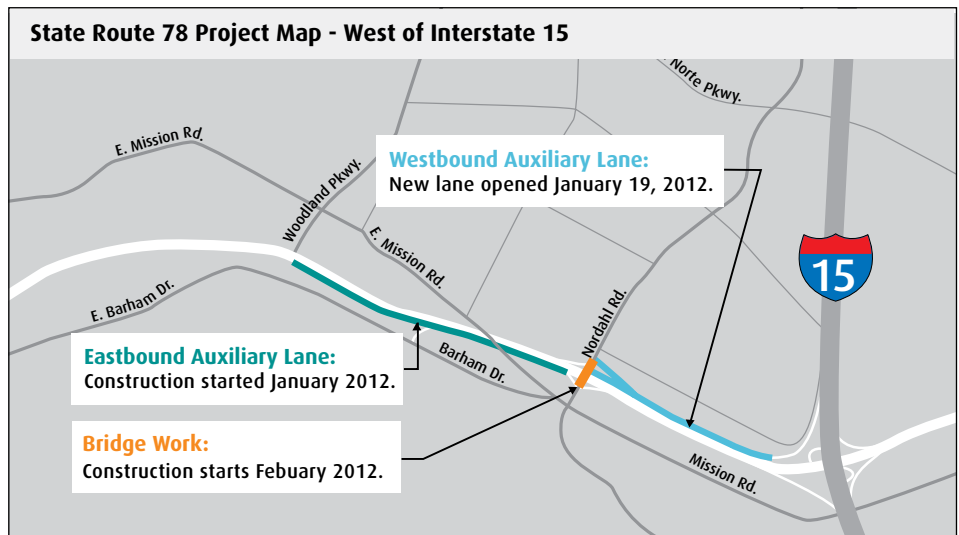 State Route 78 Project Map - West of Interstate 15
Norte Pkwy.
E. Mission Rd.
Westbound Auxiliary Lane:
New lane opened January 19, 2012.
Woodland Pkwy.
E. Mission Rd.
15
E. Barham Dr.
Nordahl Rd.
Eastbound Auxiliary Lane:
Construction started January 2012.
Barham Dr.
Bridge Work:
Construction starts Febuary 2012.
Mission Rd.